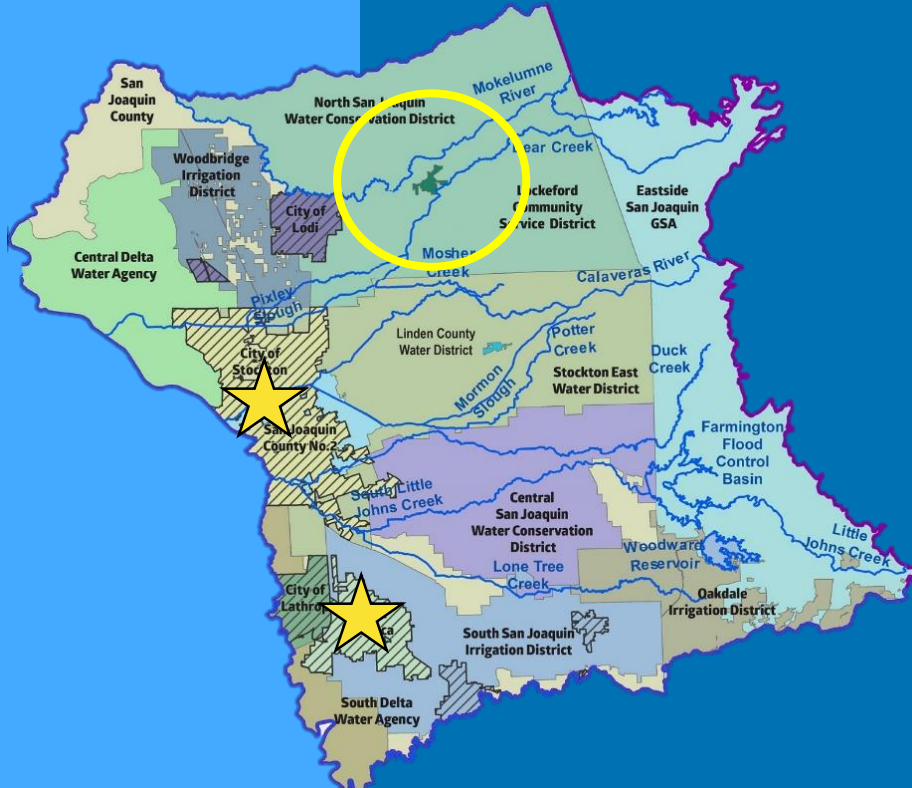 San
Joaquin
County
North San Joaquin
Water Conservation District
Mokelumne
River
Woodbridge
Irrigation
District
Bear Creek
City of
Lodi
Lockeford
Community
Service District
Eastside
San Joaquin
GSA
Central Delta
Water Agency
Mosher
Creek
Calaveras River
Pixley
Slough
Linden County
Water District
Potter
Creek
City of
Stockton
Mormon
Slough
Stockton East
Water District
Duck
Creek
San Joaquin
County No.2
Farmington
Flood
Control
Basin
South Little
Johns Creek
Central
San Joaquin
Water Conservation
District
Little
Johns Creek
Woodward
Reservoir
Lone Tree
Creek
City of
Lathrop
Oakdale
Irrigation District
South San Joaquin
Irrigation District
South Delta
Water Agency